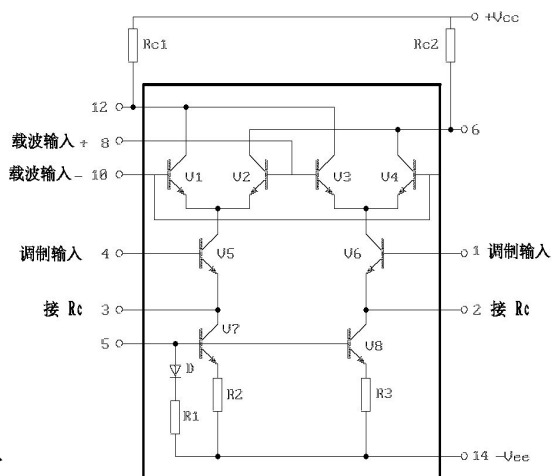 +Vcc
Rc1 Rc2
12 6
载波输入 + 8
载波输入 - 10 V1 V2 V3 V4
调制输入 4 V5 V6 1 调制输入
接 Rc 3 2 接 Rc
V7
5 V8
D
R2 R3
R1
14 -Vee